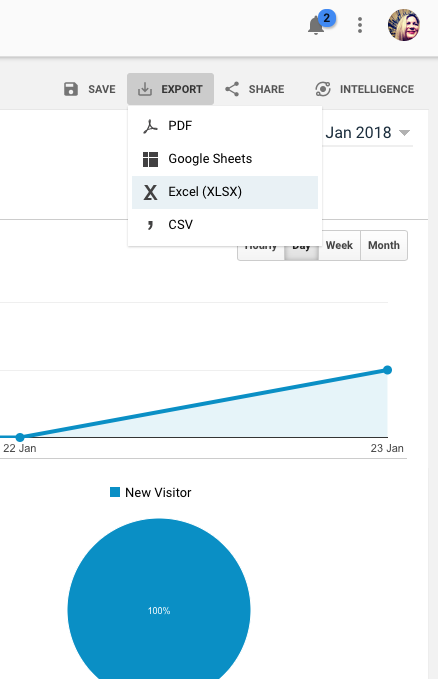 2
SAVE
EXPORT
SHARE
INTELLIGENCE
PDF
Google Sheets
Excel (XLSX)
CSV
Jan 2018
Hourly
Day
Week
Month
22 Jan
23 Jan
New Visitor
100%